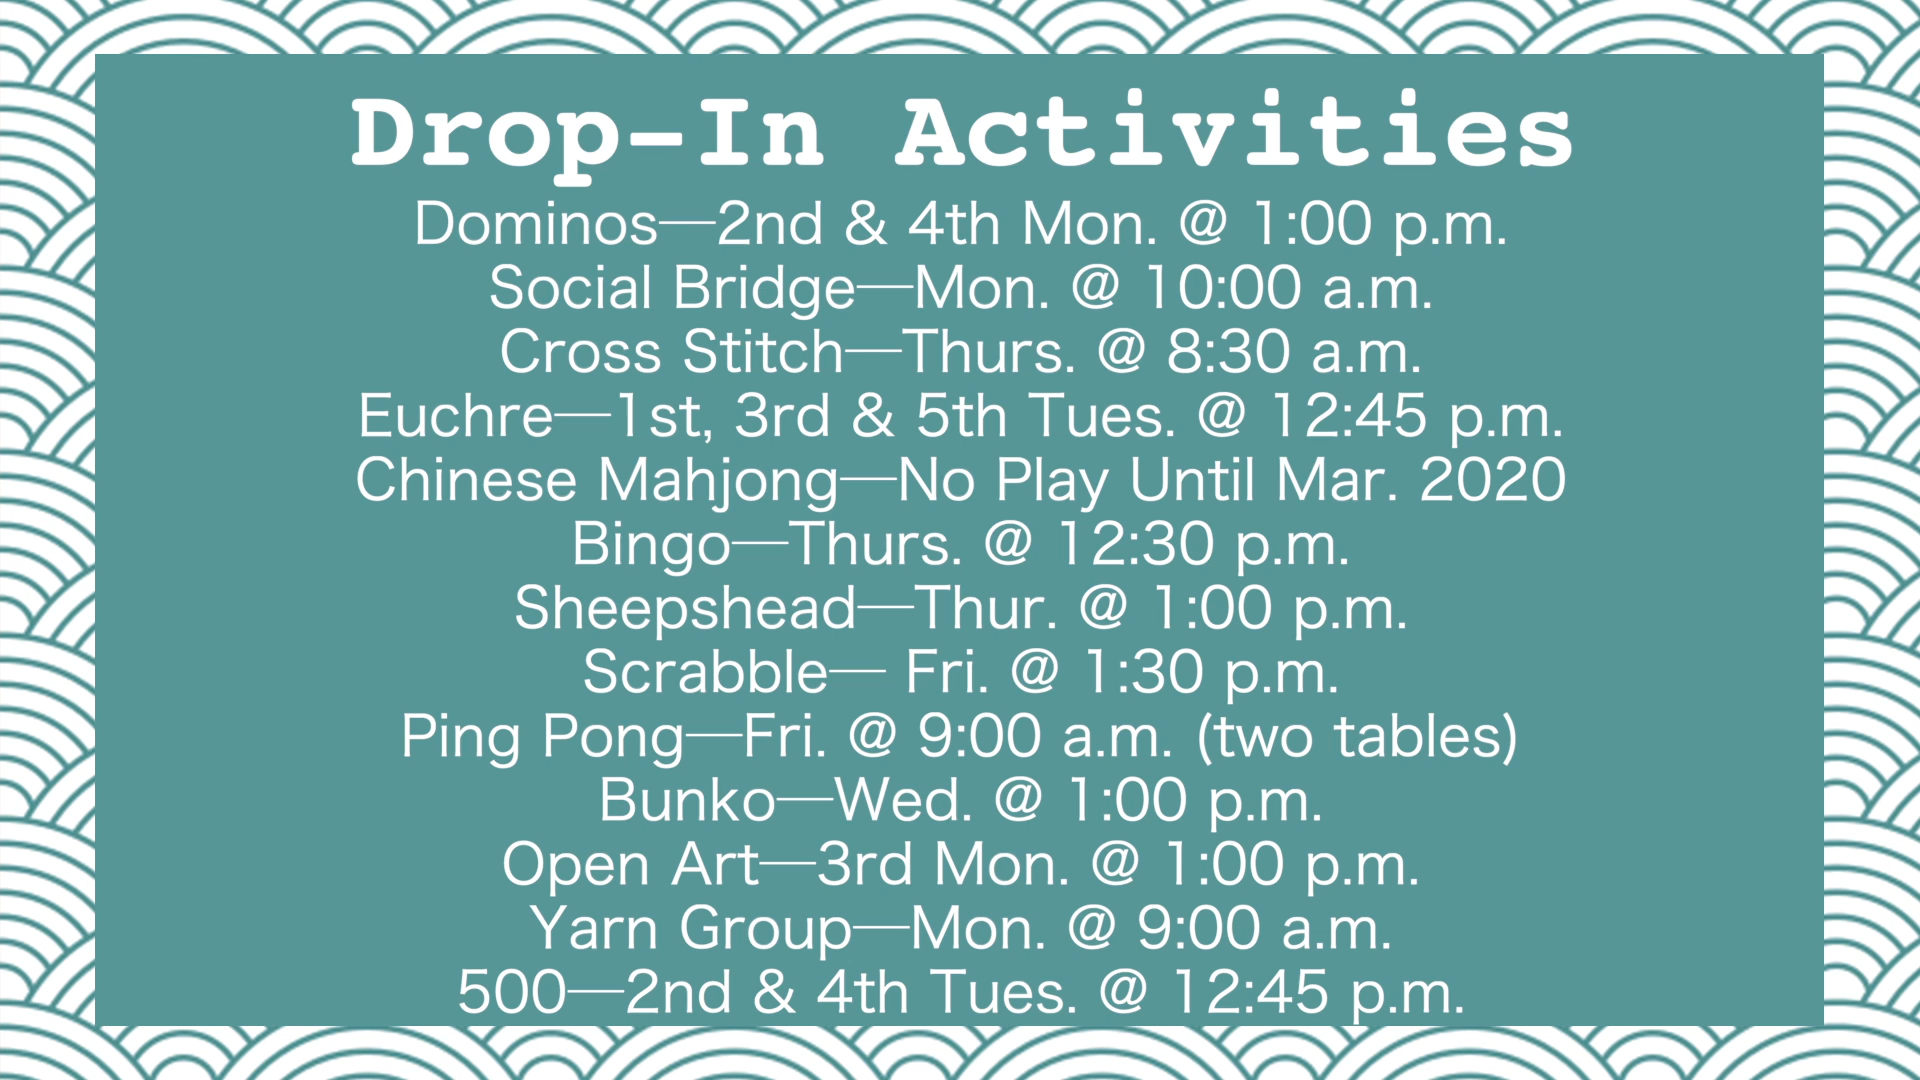 Drop-In Activities
Dominos—2nd & 4th Mon. @ 1:00 p.m.
Social Bridge—Mon. @ 10:00 a.m.
Cross Stitch—Thurs. @ 8:30 a.m.
Euchre—1st, 3rd & 5th Tues. @ 12:45 p.m.
Chinese Mahjong—No Play Until Mar. 2020
Bingo—Thurs. @ 12:30 p.m.
Sheepshead—Thur. @ 1:00 p.m.
Scrabble— Fri. @ 1:30 p.m.
Ping Pong—Fri. @ 9:00 a.m. (two tables)
Bunko—Wed. @ 1:00 p.m.
Open Art—3rd Mon. @ 1:00 p.m.
Yarn Group—Mon. @ 9:00 a.m.
500—2nd & 4th Tues. @ 12:45 p.m.